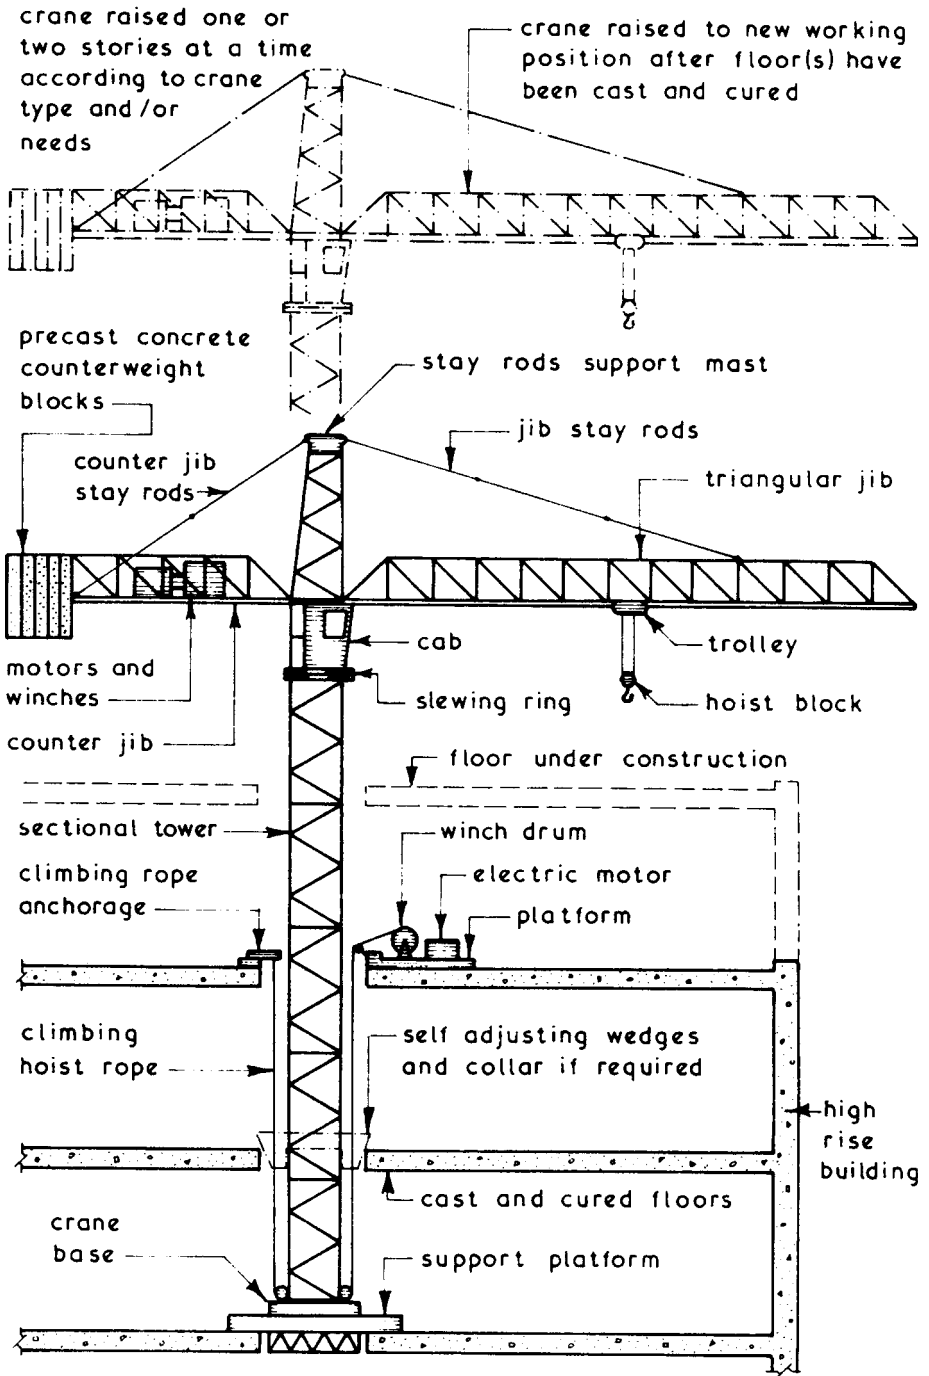 crane raised one or
two stories at a time
according to crane
type and/or
needs
crane raised to new working
position after floor(s) have
been cast and cured
precast concrete
counterweight
blocks
stay rods support mast
jib stay rods
counter jib
stay rods
triangular jib
cab
trolley
motors and
winches
slewing ring
hoist block
counter jib
floor under construction
sectional tower
winch drum
climbing rope
anchorage
electric motor
platform
climbing
hoist rope
self adjusting wedges
and collar if required
high
rise
building
cast and cured floors
crane
base
support platform